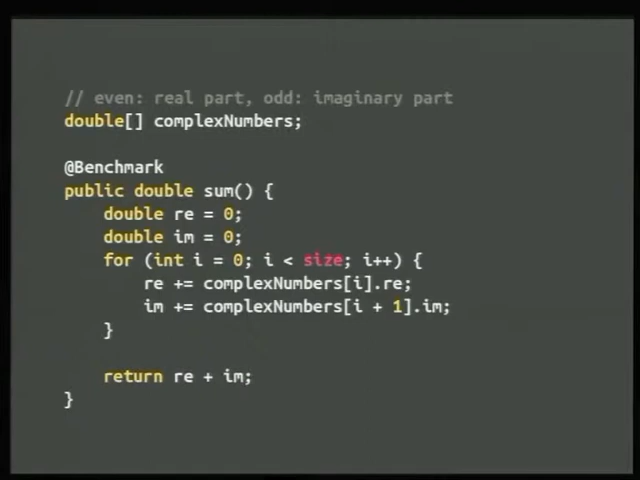 // even: real part, odd: imaginary part
double[] complexNumbers;
@Benchmark
public double sum() {
double re = 0;
double im = 0;
for (int i = 0; i < size; i++) {
re += complexNumbers[i].re;
im += complexNumbers[i + 1].im;
}
return re + im;
}